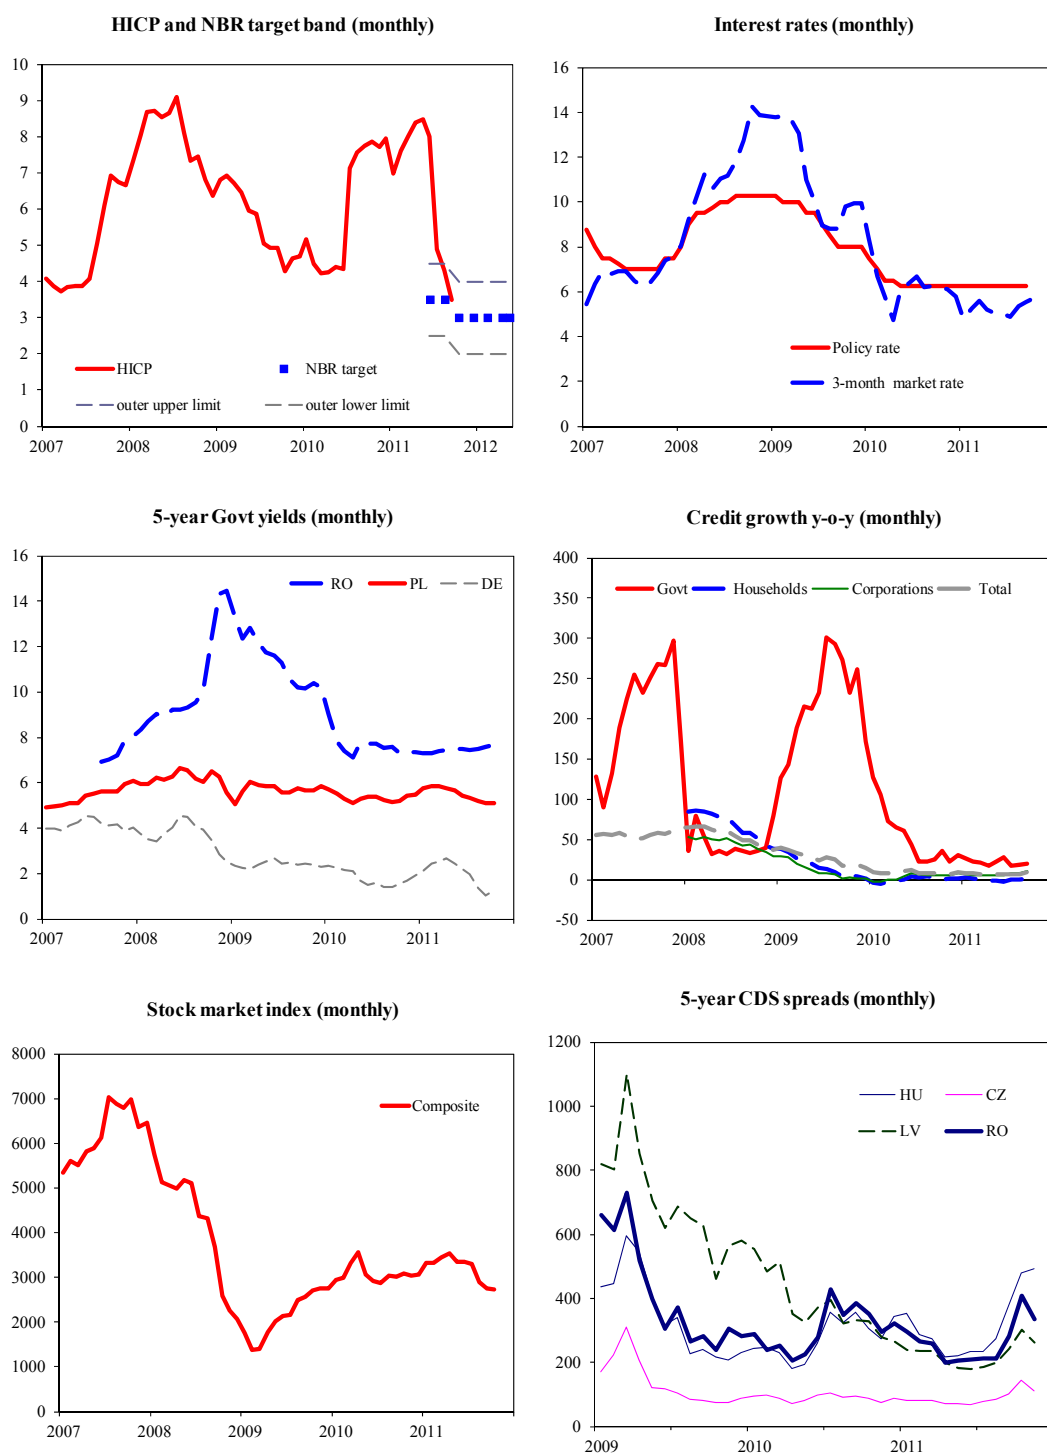 HICP and NBR target band (monthly)
10
9
8
7
6
5
4
3
2
1
0
HICP
NBR target
outer upper limit
outer lower limit
2007 2008 2009 2010 2011 2012
Interest rates (monthly)
16
14
12
10
8
6
4
2
0
Policy rate
3-month market rate
2007 2008 2009 2010 2011
5-year Govt yields (monthly)
16
14
12
10
8
6
4
2
0
RO PL DE
2007 2008 2009 2010 2011
Credit growth y-o-y (monthly)
400
350
300
250
200
150
100
50
0
-50
Govt Households Corporations Total
2007 2008 2009 2010 2011
Stock market index (monthly)
8000
7000
6000
5000
4000
3000
2000
1000
0
Composite
2007 2008 2009 2010 2011
5-year CDS spreads (monthly)
1200
1000
800
600
400
200
0
HU CZ
LV RO
2009 2010 2011